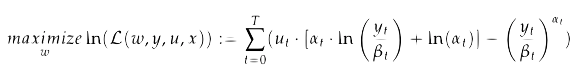 maximize ln(ℒ(w, y, u, x)) := ∑_{t=0}^{T} (u_t · [α_t · ln(y_t/β_t) + ln(α_t)] − (y_t/β_t)^{α_t})
w